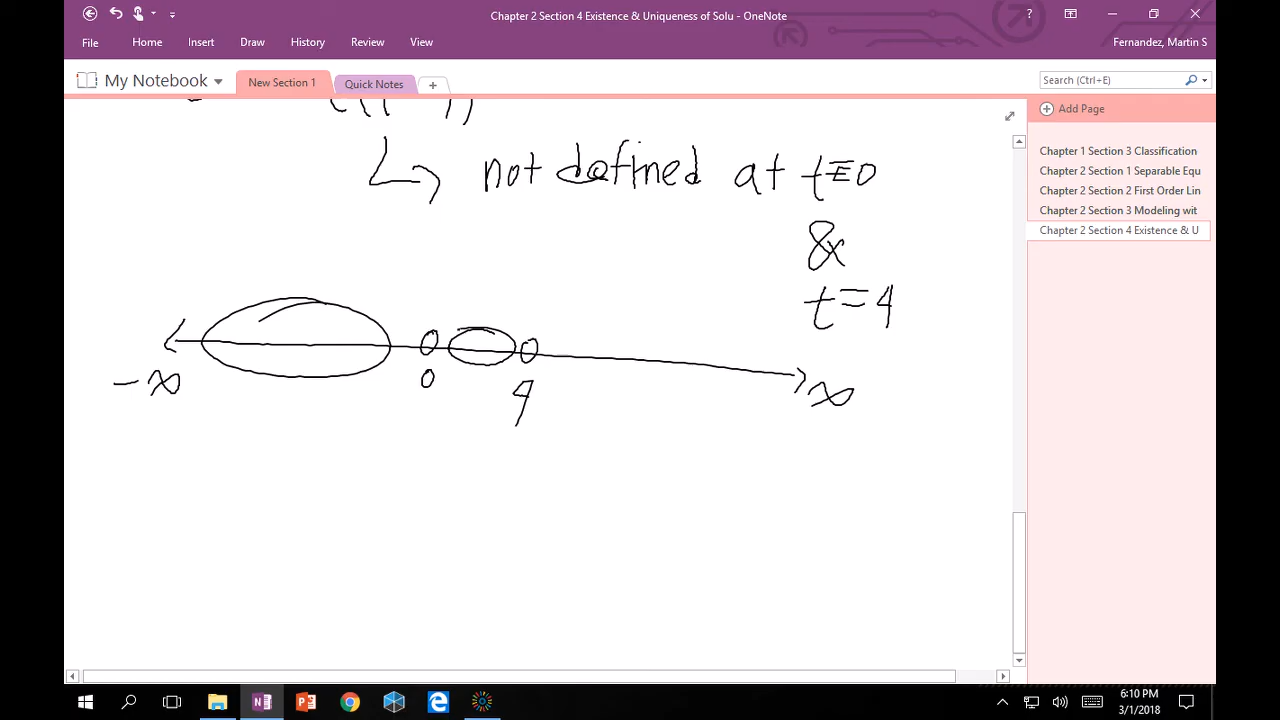 Chapter 2 Section 4 Existence & Uniqueness of Solu - OneNote
?
File Home Insert Draw History Review View
Fernandez, Martin S
My Notebook New Section 1 Quick Notes +
Search (Ctrl+E)
Add Page
Chapter 1 Section 3 Classification
Chapter 2 Section 1 Separable Equ
Chapter 2 Section 2 First Order Lin
Chapter 2 Section 3 Modeling wit
Chapter 2 Section 4 Existence & U
not defined at t=0
&
t=4
-∞ 0 4 ∞
6:10 PM
3/1/2018